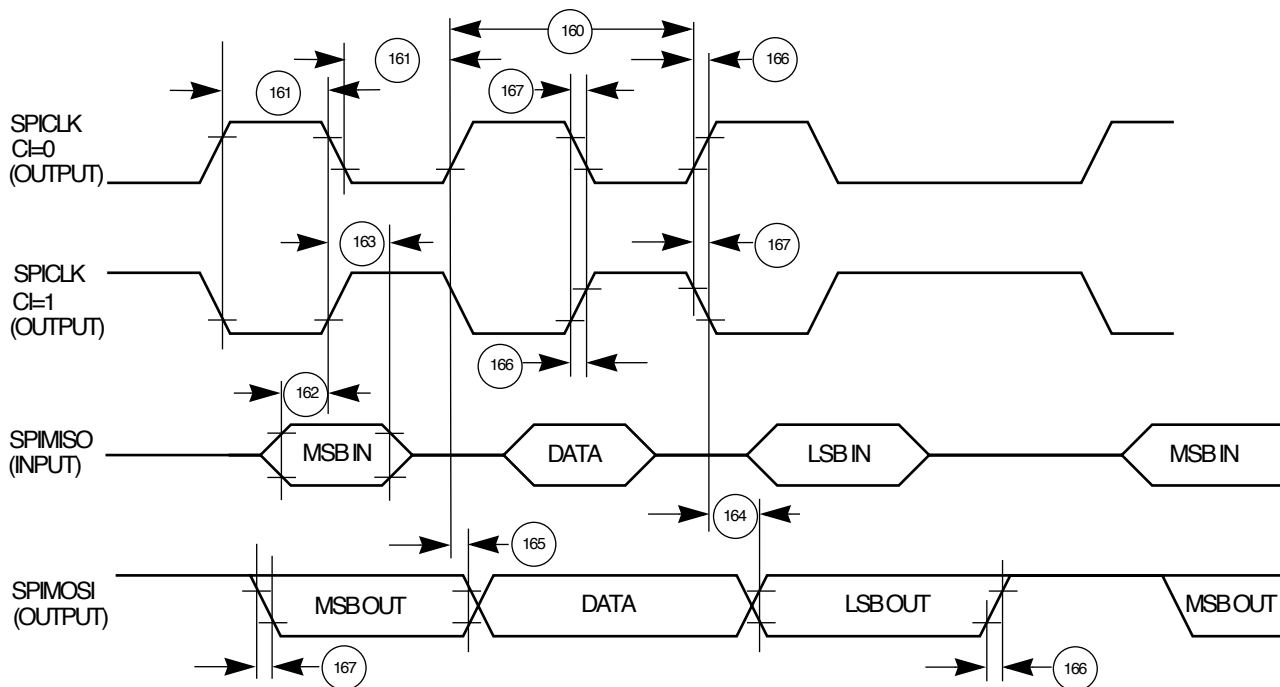 160
161
166
161
167
SPICLK
CI=0
(OUTPUT)
163
167
SPICLK
CI=1
(OUTPUT)
166
162
SPIMISO
(INPUT)
MSB IN
DATA
LSB IN
MSB IN
164
165
SPIMOSI
(OUTPUT)
MSB OUT
DATA
LSB OUT
MSB OUT
167
166